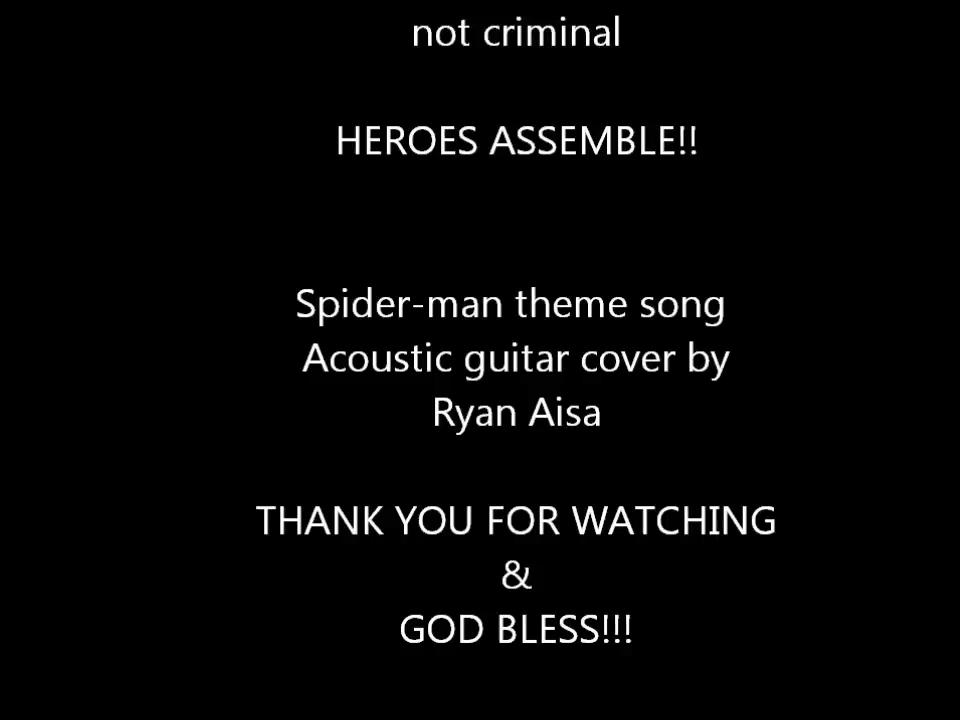 not criminal
HEROES ASSEMBLE!!
Spider-man theme song
Acoustic guitar cover by
Ryan Aisa
THANK YOU FOR WATCHING
&
GOD BLESS!!!